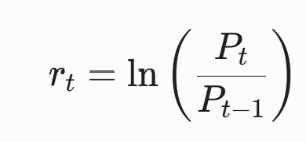 r_t = ln(P_t / P_{t-1})